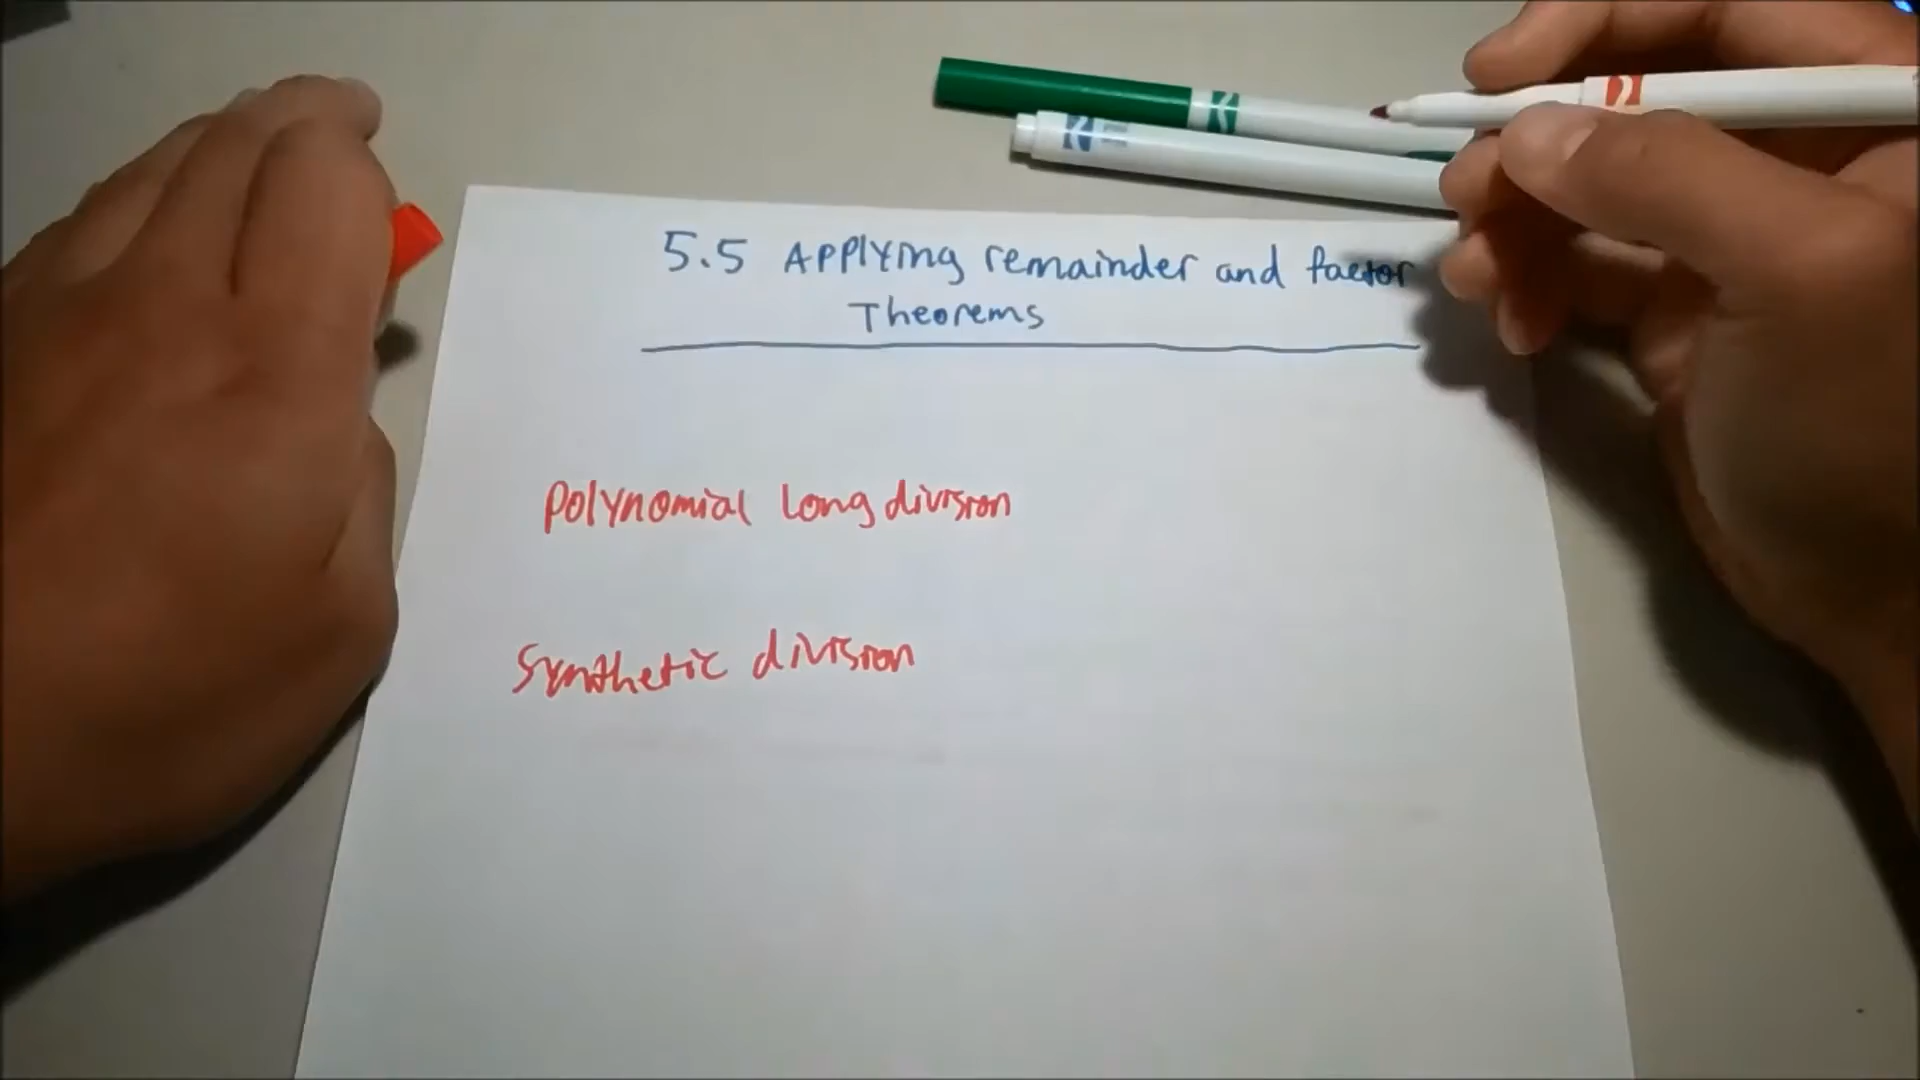 5.5 Applying remainder and factor
Theorems
Polynomial Long division
Synthetic division